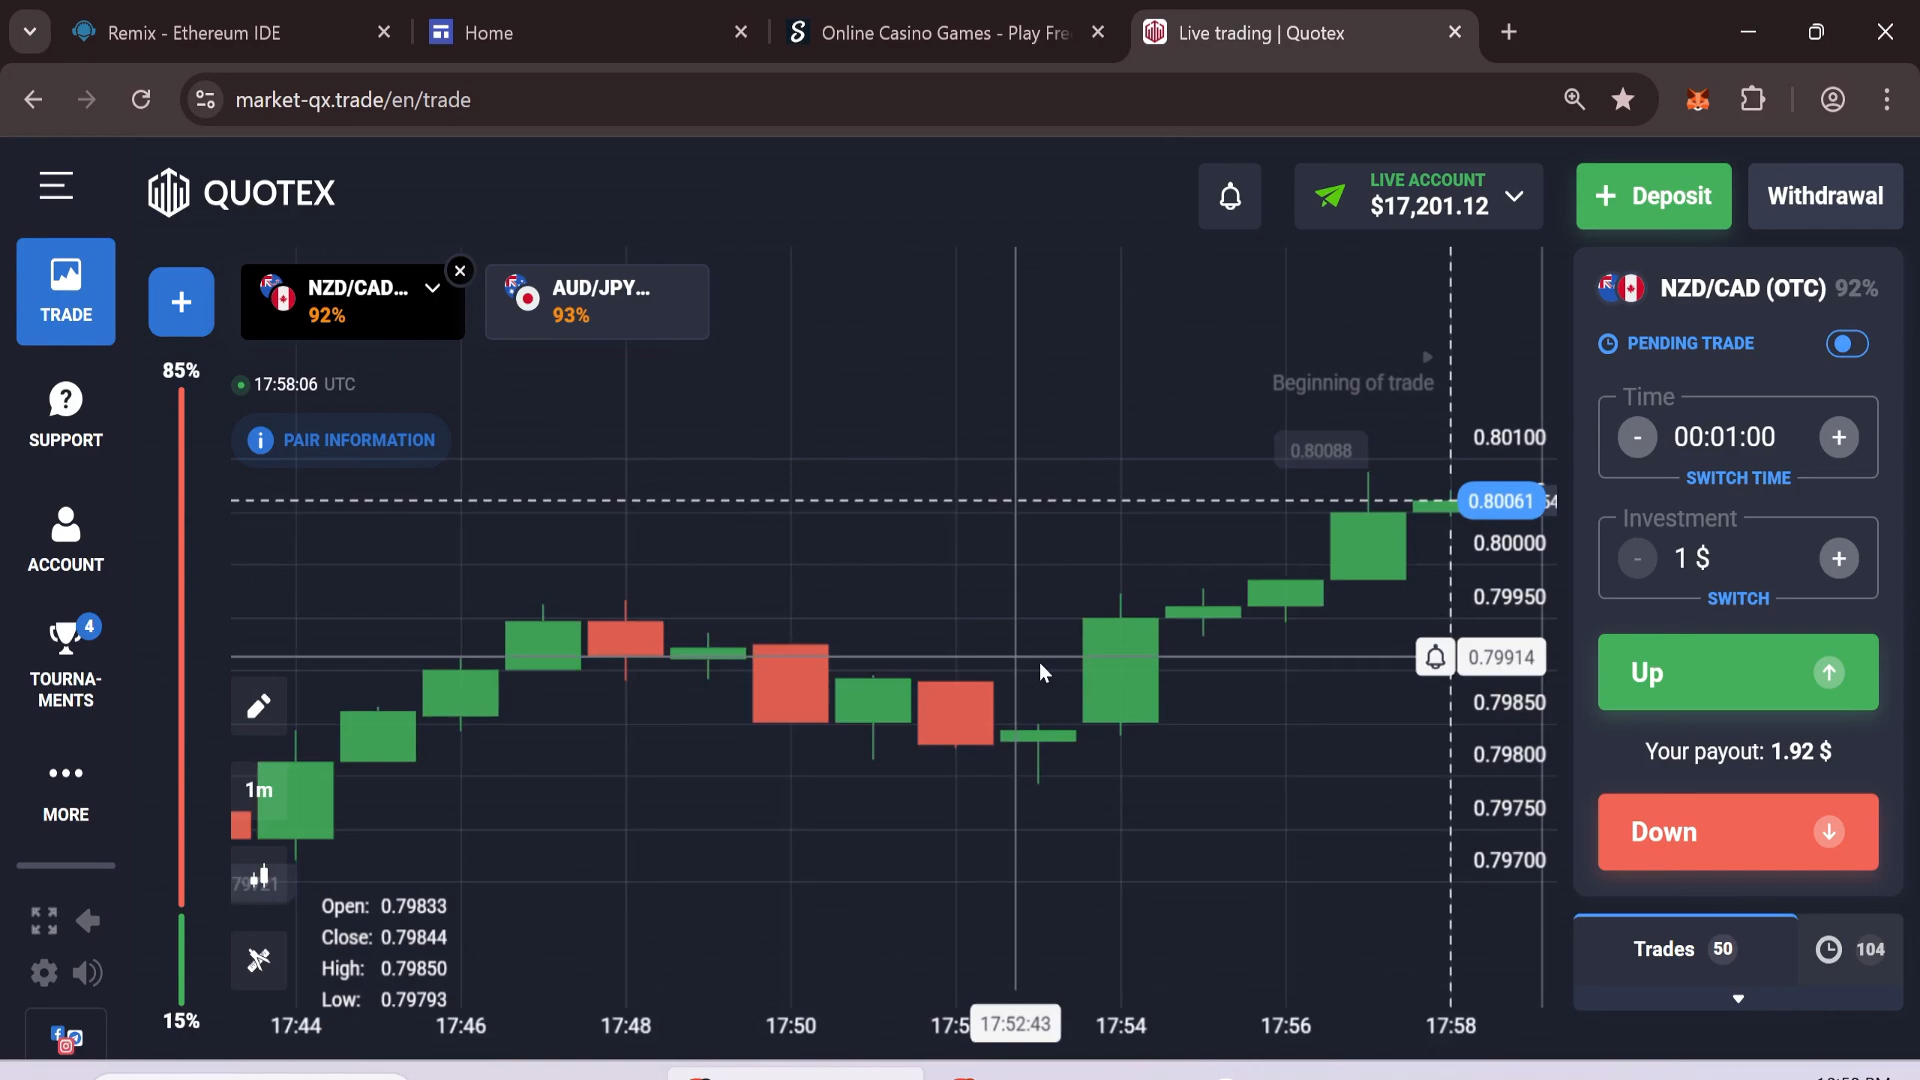 Remix - Ethereum IDE
Home
Online Casino Games - Play Fre
Live trading | Quotex
market-qx.trade/en/trade
QUOTEX
LIVE ACCOUNT
$17,201.12
+ Deposit
Withdrawal
TRADE
SUPPORT
ACCOUNT
4
TOURNA-
MENTS
MORE
+
NZD/CAD...
92%
AUD/JPY...
93%
85%
17:58:06 UTC
PAIR INFORMATION
Beginning of trade
0.80088
0.80100
0.80061
0.80000
0.79950
0.79914
0.79850
0.79800
0.79750
0.79700
1m
Open: 0.79833
Close: 0.79844
High: 0.79850
Low: 0.79793
15%
17:44
17:46
17:48
17:50
17:52:43
17:54
17:56
17:58
NZD/CAD (OTC) 92%
PENDING TRADE
Time
- 00:01:00 +
SWITCH TIME
Investment
- 1 $ +
SWITCH
Up
Your payout: 1.92 $
Down
Trades 50
104